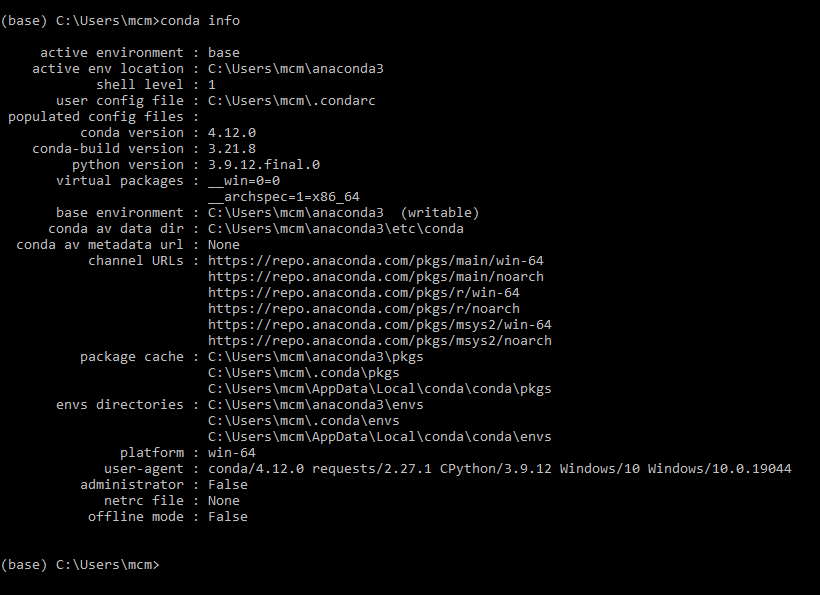 (base) C:\Users\mcm>conda info
active environment : base
active env location : C:\Users\mcm\anaconda3
shell level : 1
user config file : C:\Users\mcm\.condarc
populated config files :
conda version : 4.12.0
conda-build version : 3.21.8
python version : 3.9.12.final.0
virtual packages : __win=0=0
__archspec=1=x86_64
base environment : C:\Users\mcm\anaconda3  (writable)
conda av data dir : C:\Users\mcm\anaconda3\etc\conda
conda av metadata url : None
channel URLs : https://repo.anaconda.com/pkgs/main/win-64
https://repo.anaconda.com/pkgs/main/noarch
https://repo.anaconda.com/pkgs/r/win-64
https://repo.anaconda.com/pkgs/r/noarch
https://repo.anaconda.com/pkgs/msys2/win-64
https://repo.anaconda.com/pkgs/msys2/noarch
package cache : C:\Users\mcm\anaconda3\pkgs
C:\Users\mcm\.conda\pkgs
C:\Users\mcm\AppData\Local\conda\conda\pkgs
envs directories : C:\Users\mcm\anaconda3\envs
C:\Users\mcm\.conda\envs
C:\Users\mcm\AppData\Local\conda\conda\envs
platform : win-64
user-agent : conda/4.12.0 requests/2.27.1 CPython/3.9.12 Windows/10 Windows/10.0.19044
administrator : False
netrc file : None
offline mode : False
(base) C:\Users\mcm>